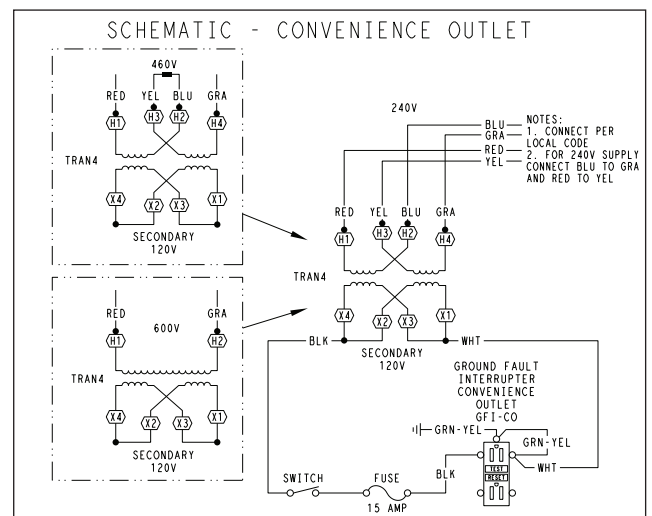 SCHEMATIC - CONVENIENCE OUTLET
460V
RED YEL BLU GRA
H1 H3 H2 H4
TRAN4
X4 X2 X3 X1
SECONDARY
120V
RED GRA
600V
H1 H2
TRAN4
X4 X2 X3 X1
SECONDARY
120V
240V
BLU
GRA
RED
YEL
NOTES:
1. CONNECT PER
LOCAL CODE
2. FOR 240V SUPPLY
CONNECT BLU TO GRA
AND RED TO YEL
RED YEL BLU GRA
H1 H3 H2 H4
TRAN4
X4 X2 X3 X1
BLK
WHT
SECONDARY
120V
GROUND FAULT
INTERRUPTER
CONVENIENCE
OUTLET
GFI-CO
GRN-YEL
GRN-YEL
WHT
BLK
TEST
RESET
SWITCH
FUSE
15 AMP